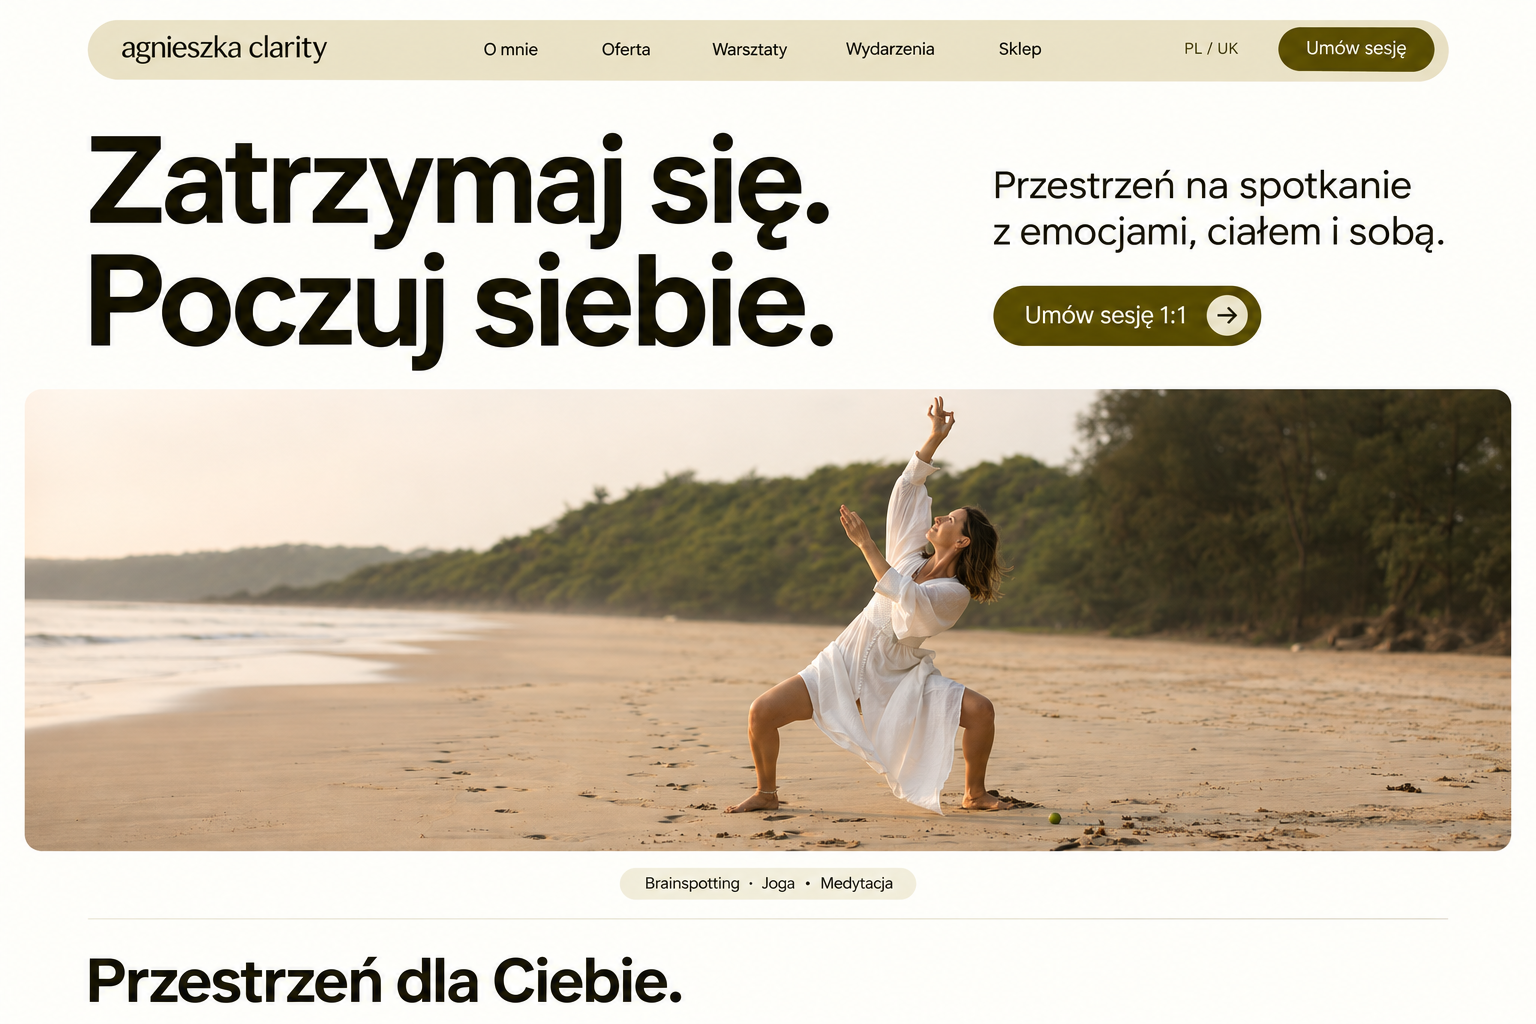 agnieszka clarity
O mnie
Oferta
Warsztaty
Wydarzenia
Sklep
PL / UK
Umów sesję
Zatrzymaj się.
Poczuj siebie.
Przestrzeń na spotkanie
z emocjami, ciałem i sobą.
Umów sesję 1:1
Brainspotting · Joga • Medytacja
Przestrzeń dla Ciebie.